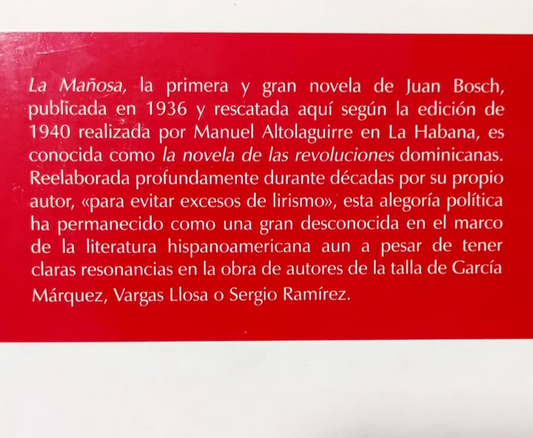 La Mañosa, la primera y gran novela de Juan Bosch,
publicada en 1936 y rescatada aquí según la edición de
1940 realizada por Manuel Altolaguirre en La Habana, es
conocida como la novela de las revoluciones dominicanas.
Reelaborada profundamente durante décadas por su propio
autor, «para evitar excesos de lirismo», esta alegoría política
ha permanecido como una gran desconocida en el marco
de la literatura hispanoamericana aun a pesar de tener
claras resonancias en la obra de autores de la talla de García
Márquez, Vargas Llosa o Sergio Ramírez.